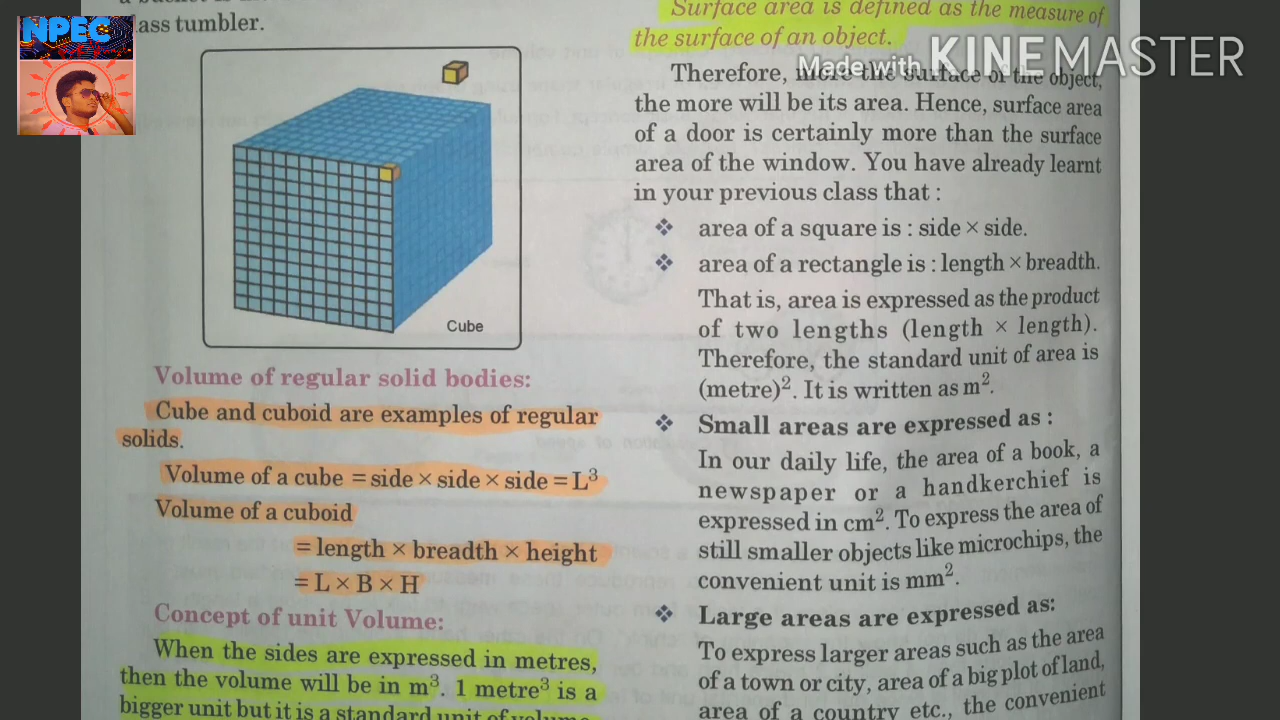 NPEC
lass tumbler.
Cube
Volume of regular solid bodies:
Cube and cuboid are examples of regular
solids.
Volume of a cube = side × side × side = L³
Volume of a cuboid
= length × breadth × height
= L × B × H
Concept of unit Volume:
When the sides are expressed in metres,
then the volume will be in m³. 1 metre³ is a
bigger unit but it is a standard unit of volume
Surface area is defined as the measure of
the surface of an object.
Made with KINEMASTER
Therefore, more the surface of the object,
the more will be its area. Hence, surface area
of a door is certainly more than the surface
area of the window. You have already learnt
in your previous class that :
❖ area of a square is : side × side.
❖ area of a rectangle is : length × breadth.
That is, area is expressed as the product
of two lengths (length × length).
Therefore, the standard unit of area is
(metre)². It is written as m².
❖ Small areas are expressed as :
In our daily life, the area of a book, a
newspaper or a handkerchief is
expressed in cm². To express the area of
still smaller objects like microchips, the
convenient unit is mm².
❖ Large areas are expressed as:
To express larger areas such as the area
of a town or city, area of a big plot of land,
area of a country etc., the convenient